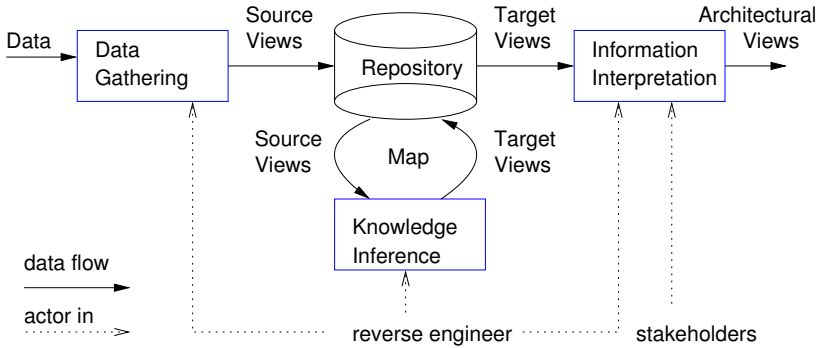 Data
Data
Gathering
Source
Views
Repository
Target
Views
Information
Interpretation
Architectural
Views
Source
Views
Map
Target
Views
Knowledge
Inference
data flow
actor in
reverse engineer
stakeholders